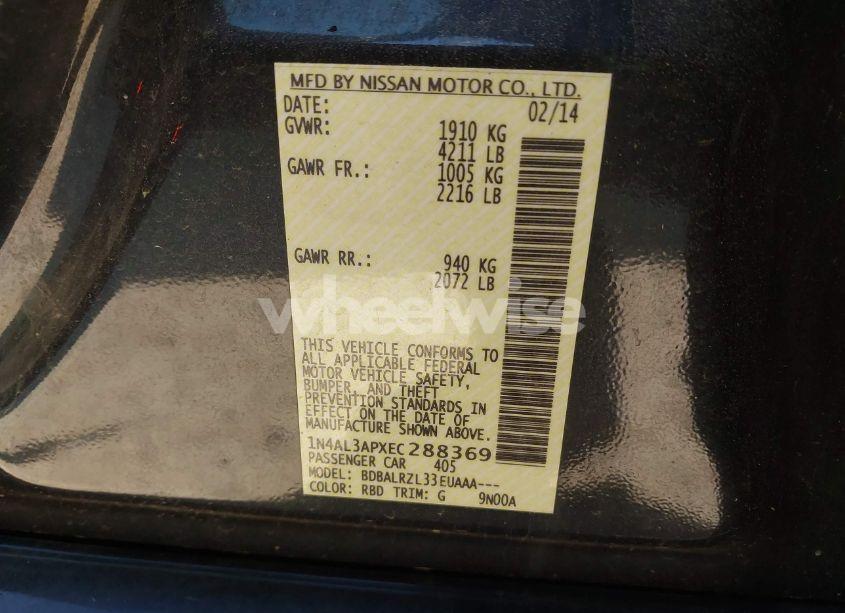 MFD BY NISSAN MOTOR CO., LTD.
DATE: 02/14
GVWR: 1910 KG
4211 LB
GAWR FR.: 1005 KG
2216 LB
GAWR RR.: 940 KG
2072 LB
wheelwise
THIS VEHICLE CONFORMS TO
ALL APPLICABLE FEDERAL
MOTOR VEHICLE SAFETY,
BUMPER, AND THEFT
PREVENTION STANDARDS IN
EFFECT ON THE DATE OF
MANUFACTURE SHOWN ABOVE.
1N4AL3APXEC288369
PASSENGER CAR 405
MODEL: BDBALRZL33EUAAA---
COLOR: RBD TRIM: G 9N00A